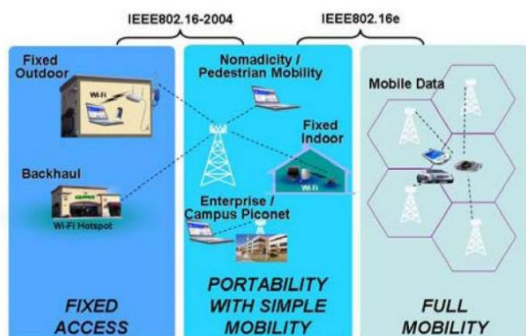 IEEE802.16-2004
IEEE802.16e
Fixed
Outdoor
Wi-Fi
Backhaul
Wi-Fi Hotspot
FIXED
ACCESS
Nomadicity /
Pedestrian Mobility
Fixed
Indoor
Wi-Fi
Enterprise /
Campus Piconet
PORTABILITY
WITH SIMPLE
MOBILITY
Mobile Data
FULL
MOBILITY